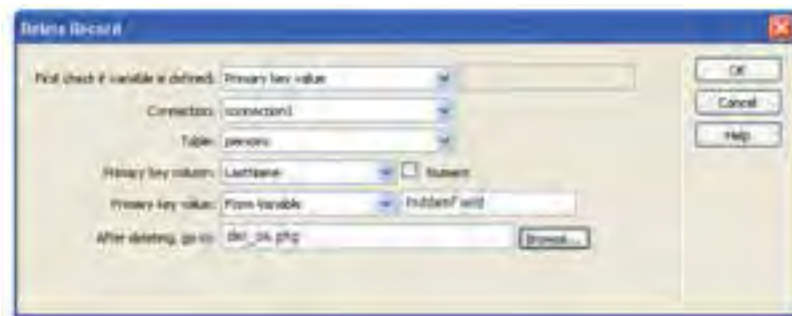 Delete Record
First check if variable is defined: Primary key value
OK
Connection: connection1
Cancel
Table: persons
Help
Primary key column: LastName Numeric
Primary key value: Form Variable hiddenField
After deleting, go to: del_ok.php Browse...